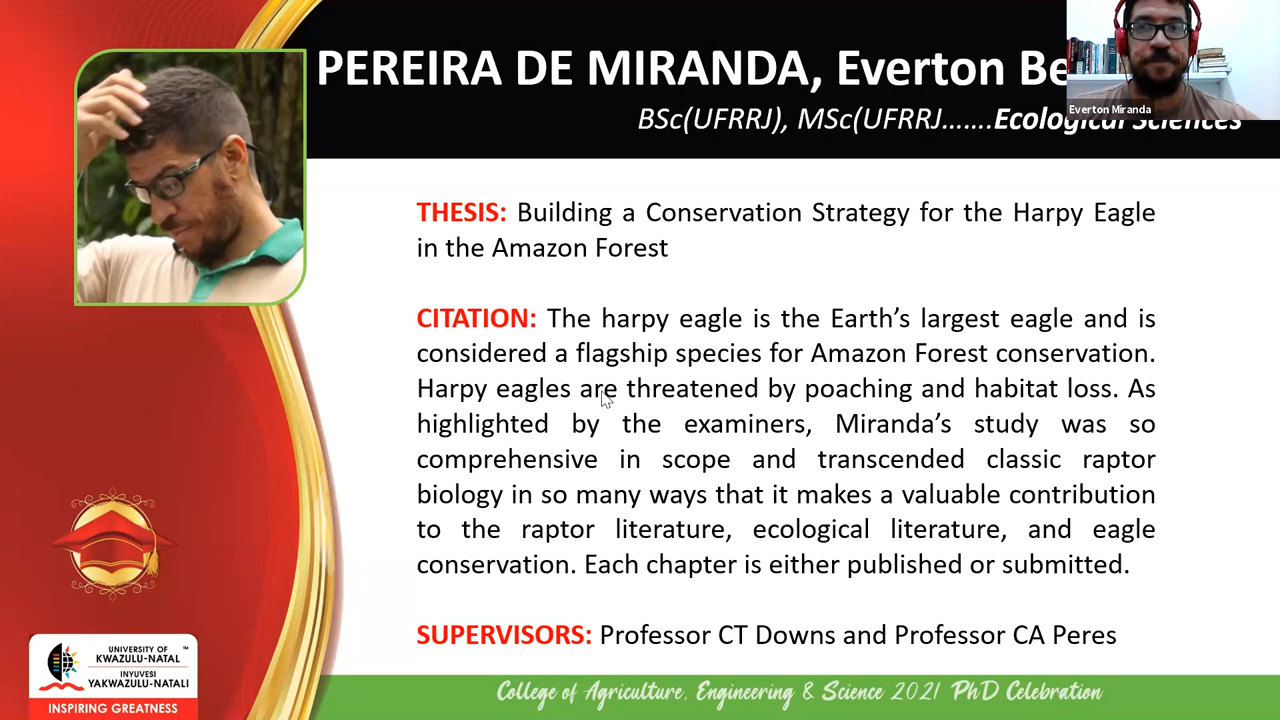 PEREIRA DE MIRANDA, Everton Be
Everton Miranda
BSc(UFRRJ), MSc(UFRRJ.......Ecological Sciences
THESIS: Building a Conservation Strategy for the Harpy Eagle
in the Amazon Forest
CITATION: The harpy eagle is the Earth’s largest eagle and is
considered a flagship species for Amazon Forest conservation.
Harpy eagles are threatened by poaching and habitat loss. As
highlighted by the examiners, Miranda’s study was so
comprehensive in scope and transcended classic raptor
biology in so many ways that it makes a valuable contribution
to the raptor literature, ecological literature, and eagle
conservation. Each chapter is either published or submitted.
SUPERVISORS: Professor CT Downs and Professor CA Peres
UNIVERSITY OF ™
KWAZULU-NATAL
INYUVESI
YAKWAZULU-NATALI
INSPIRING GREATNESS
College of Agriculture, Engineering & Science 2021 PhD Celebration